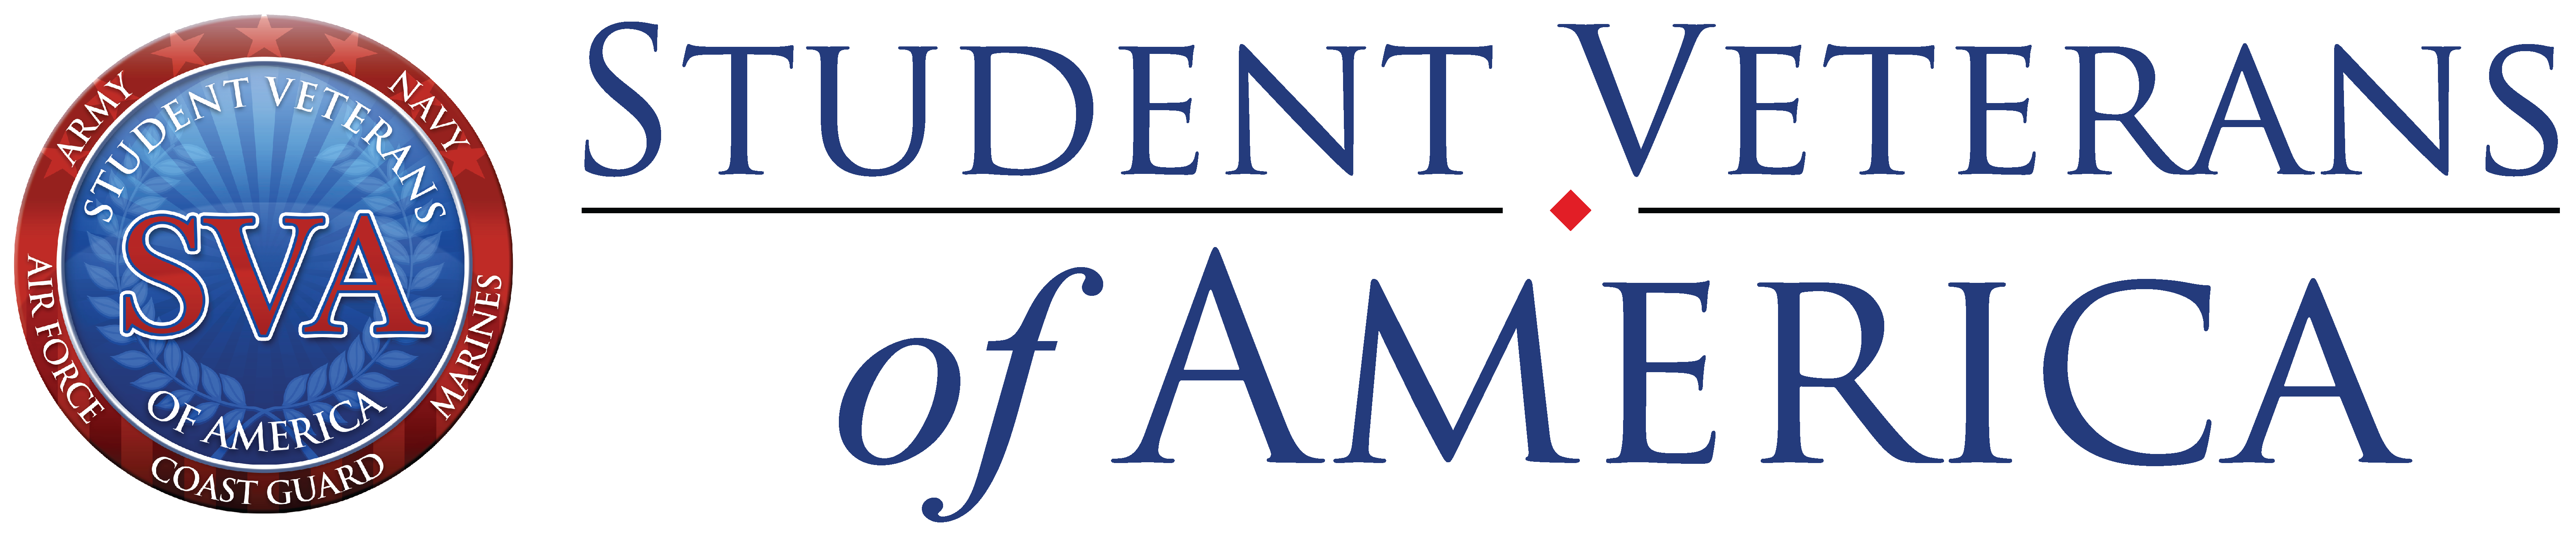 ARMY
NAVY
STUDENT VETERANS
SVA
AIR FORCE
MARINES
OF AMERICA
COAST GUARD
STUDENT VETERANS
of AMERICA